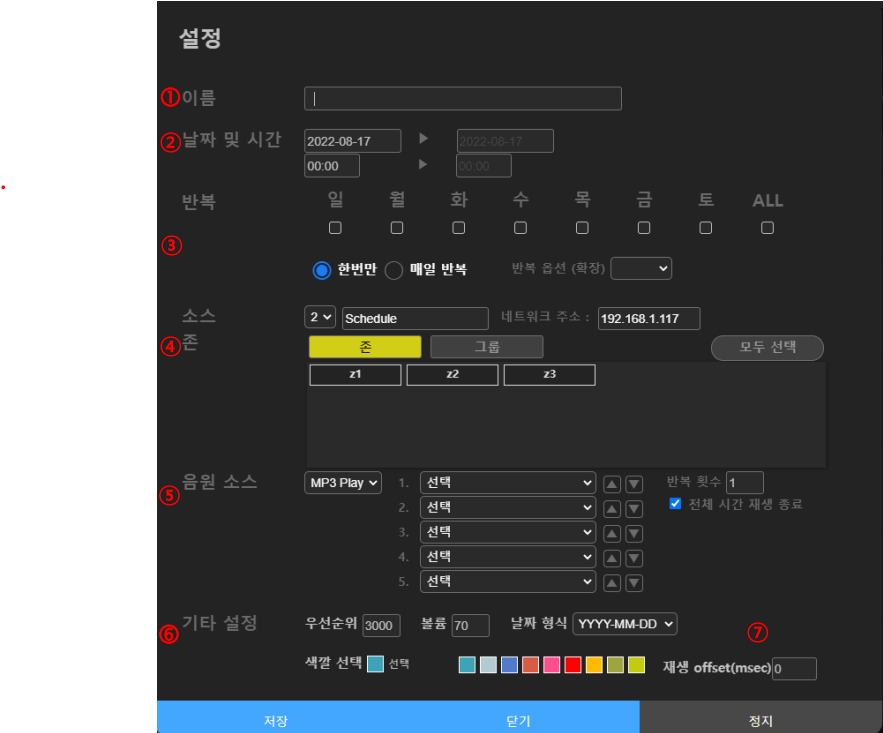 설정
①이름
②날짜 및 시간 2022-08-17 ▶ 2022-08-17
00:00 ▶ 00:00
반복 일 월 화 수 목 금 토 ALL
③
한번만 매일 반복 반복 옵션 (확장)
소스 2 Schedule 네트워크 주소 : 192.168.1.117
④존 존 그룹 모두 선택
z1 z2 z3
⑤음원 소스 MP3 Play 1. 선택 ▲ ▼ 반복 횟수 1
2. 선택 ▲ ▼ 전체 시간 재생 종료
3. 선택 ▲ ▼
4. 선택 ▲ ▼
5. 선택 ▲ ▼
⑥기타 설정 우선순위 3000 볼륨 70 날짜 형식 YYYY-MM-DD ⑦
색깔 선택 선택 재생 offset(msec) 0
저장 닫기 정지